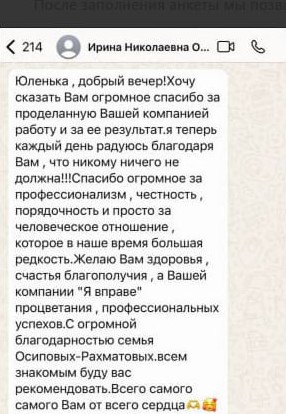 После заполнения анкеты мы
214 Ирина Николаевна О...
Юленька , добрый вечер!Хочу
сказать Вам огромное спасибо за
проделанную Вашей компанией
работу и за ее результат.я теперь
каждый день радуюсь благодаря
Вам , что никому ничего не
должна!!!Спасибо огромное за
профессионализм , честность ,
порядочность и просто за
человеческое отношение ,
которое в наше время большая
редкость.Желаю Вам здоровья ,
счастья благополучия , а Вашей
компании "Я вправе"
процветания , профессиональных
успехов.С огромной
благодарностью семья
Осиповых-Рахматовых.всем
знакомым буду вас
рекомендовать.Всего самого
самого Вам от всего сердца🫶🥰